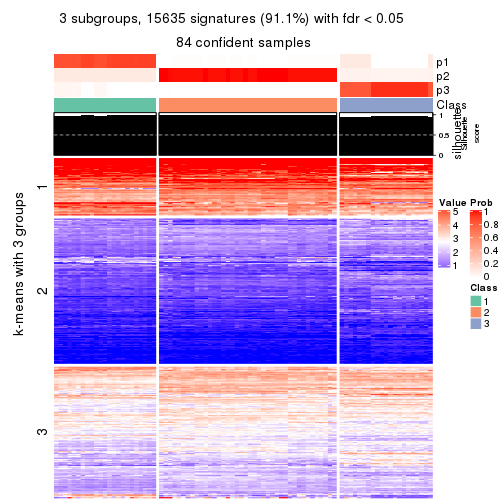 3 subgroups, 15635 signatures (91.1%) with fdr < 0.05
84 confident samples
p1
p2
p3
Class
1
0.5
0
silhouette
Silhouette
score
k-means with 3 groups
1
2
3
Value
5
4
3
2
1
Prob
1
0.8
0.6
0.4
0.2
0
Class
1
2
3